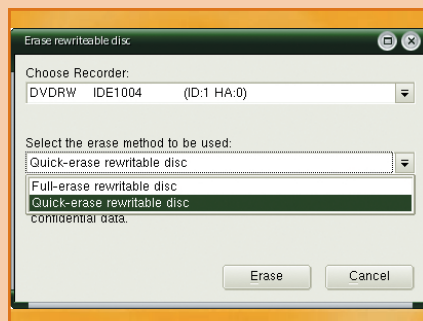 Erase rewriteable disc
Choose Recorder:
DVDRW IDE1004 (ID:1 HA:0)
Select the erase method to be used:
Quick-erase rewritable disc
Full-erase rewritable disc
Quick-erase rewritable disc
confidential data.
Erase
Cancel